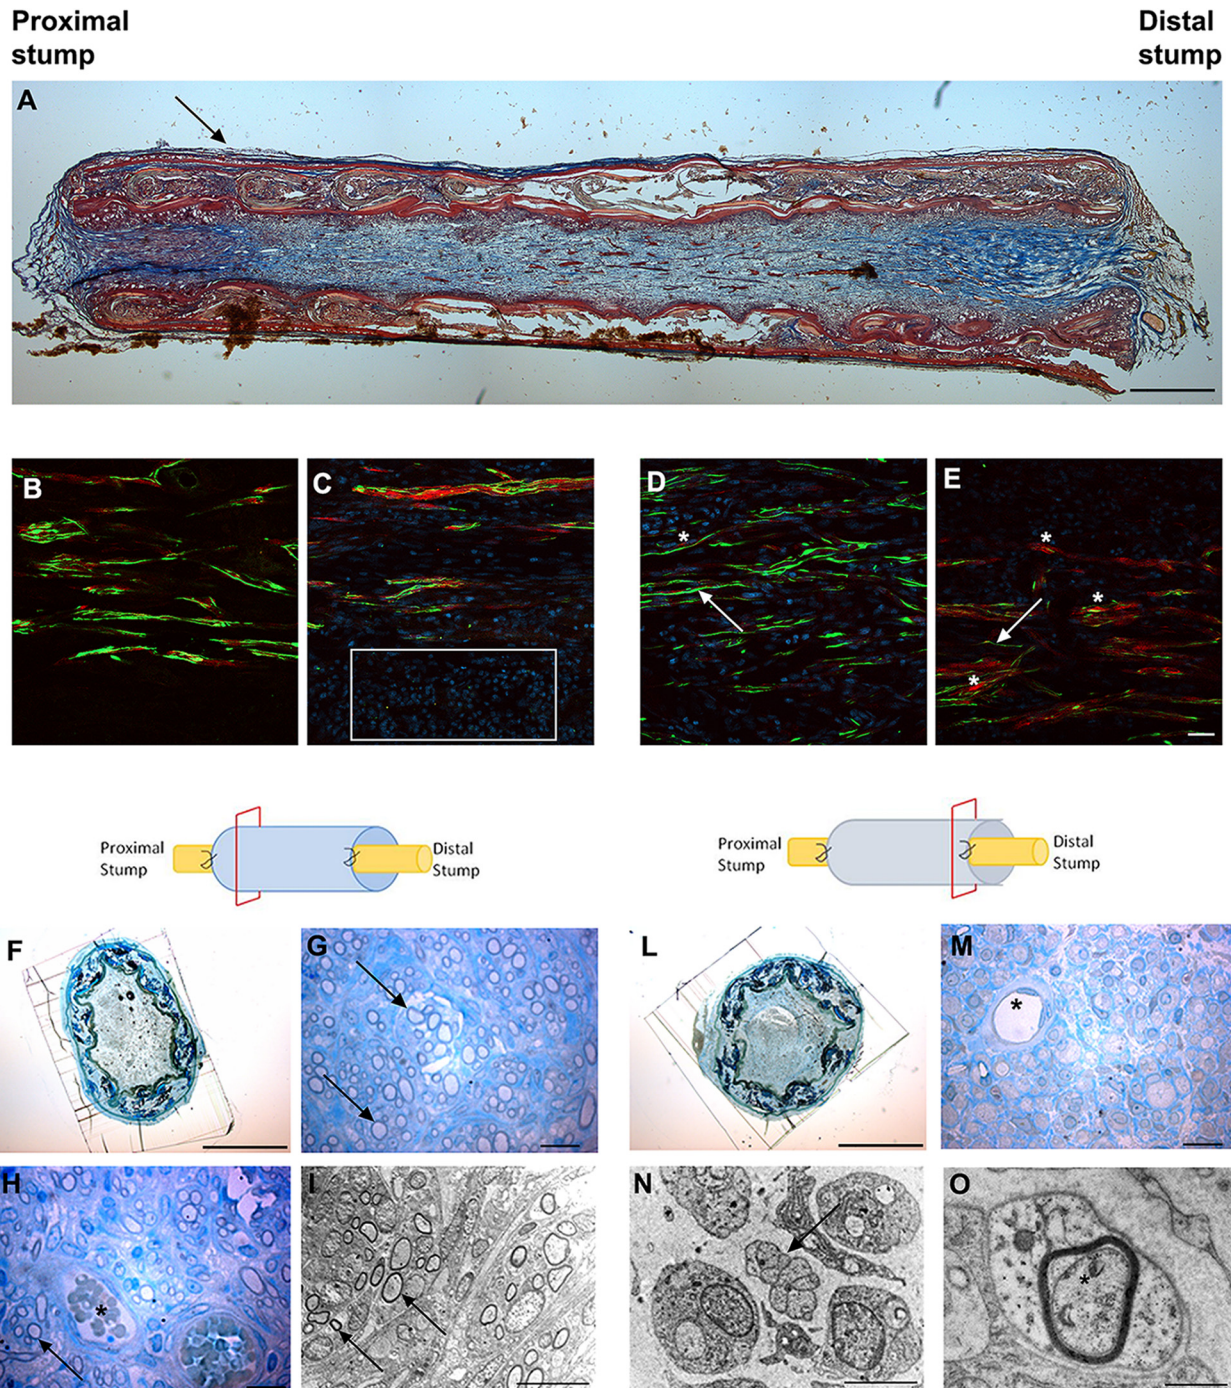 Proximal
stump
Distal
stump
A
B
C
D
E
*
*
*
*
Proximal
Stump
Distal
Stump
Proximal
Stump
Distal
Stump
F
G
L
M
*
H
I
N
O
*
*